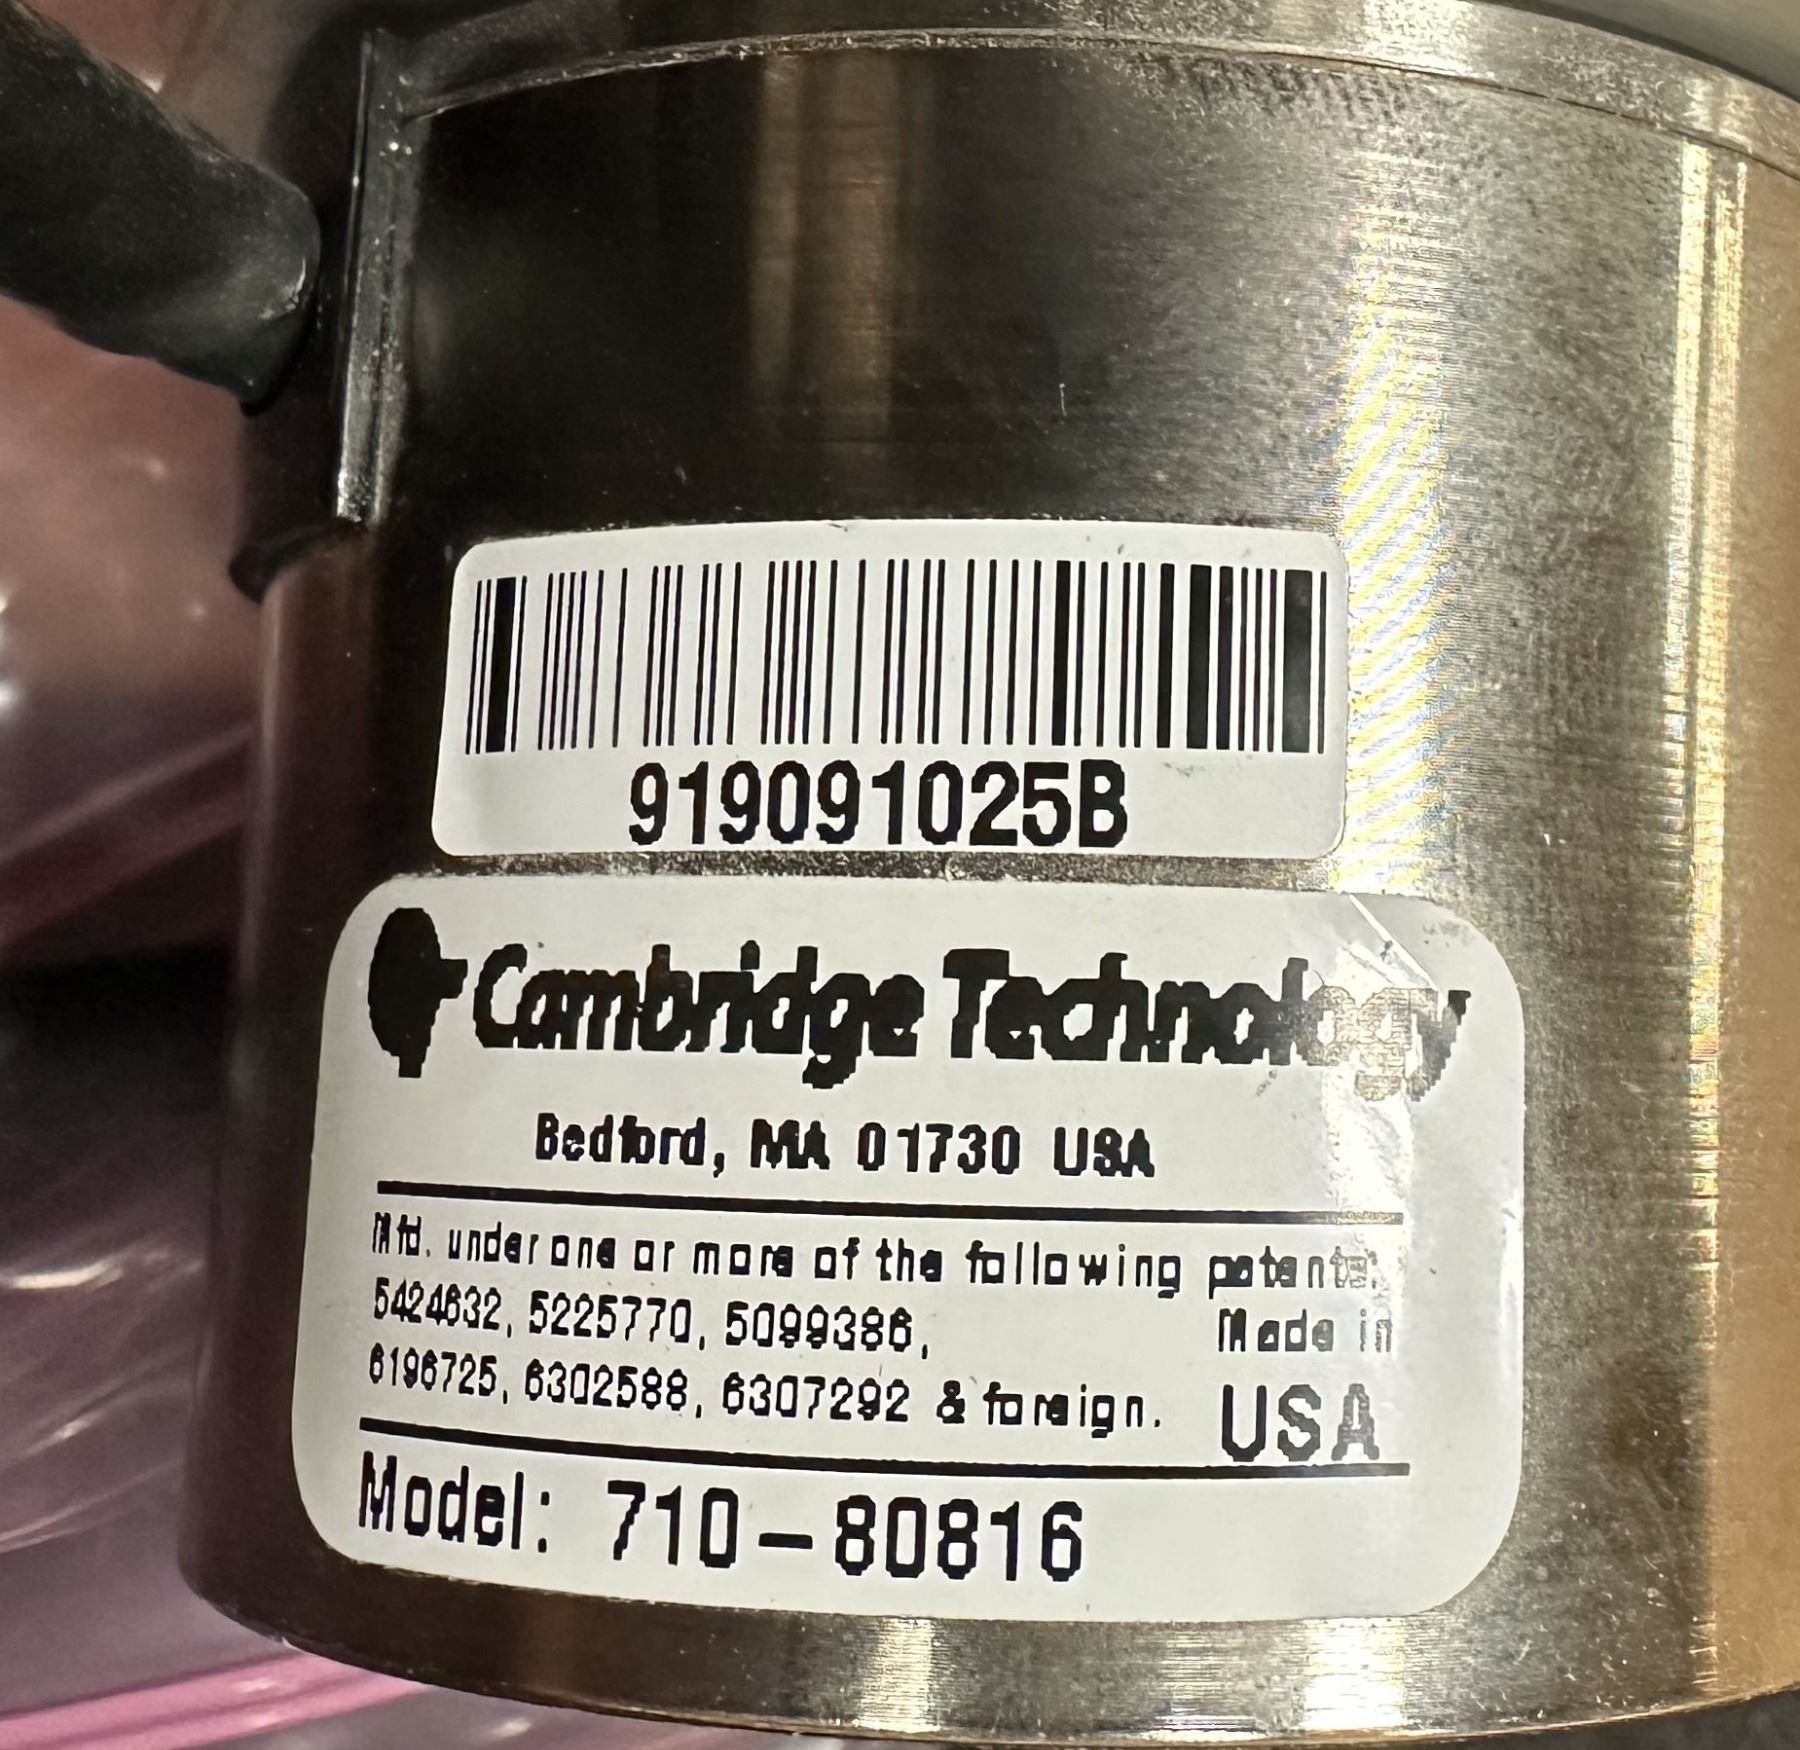 919091025B
Cambridge Technology
Bedford, MA 01730 USA
Mfd. under one or more of the following patents:
5424632, 5225770, 5099386,
6196725, 6302588, 6307292 & foreign.
Made in
USA
Model: 710-80816